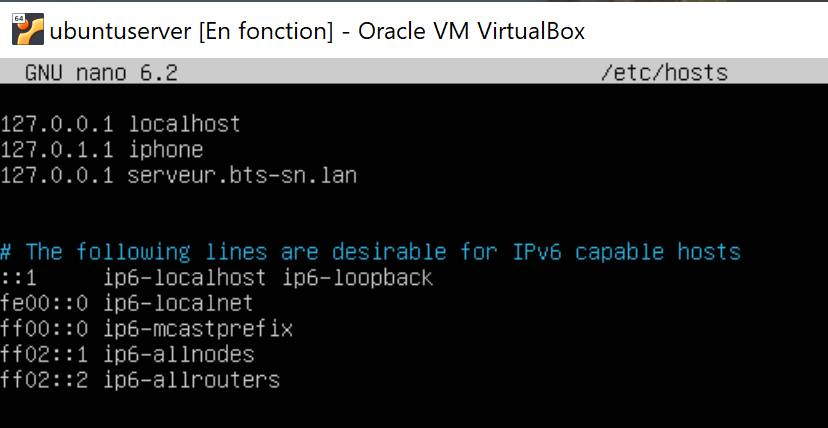 64
ubuntuserver [En fonction] - Oracle VM VirtualBox
GNU nano 6.2 /etc/hosts
127.0.0.1 localhost
127.0.1.1 iphone
127.0.0.1 serveur.bts-sn.lan
# The following lines are desirable for IPv6 capable hosts
::1 ip6-localhost ip6-loopback
fe00::0 ip6-localnet
ff00::0 ip6-mcastprefix
ff02::1 ip6-allnodes
ff02::2 ip6-allrouters